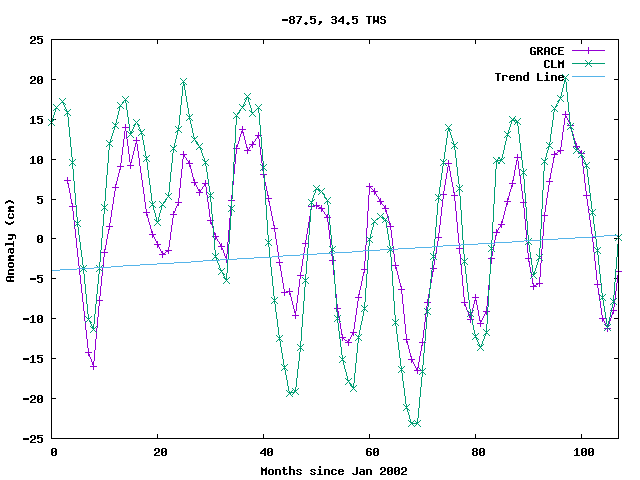 -87.5, 34.5 TWS
GRACE
CLM
Trend Line
25
20
15
10
5
0
-5
-10
-15
-20
-25
Anomaly (cm)
0 20 40 60 80 100
Months since Jan 2002